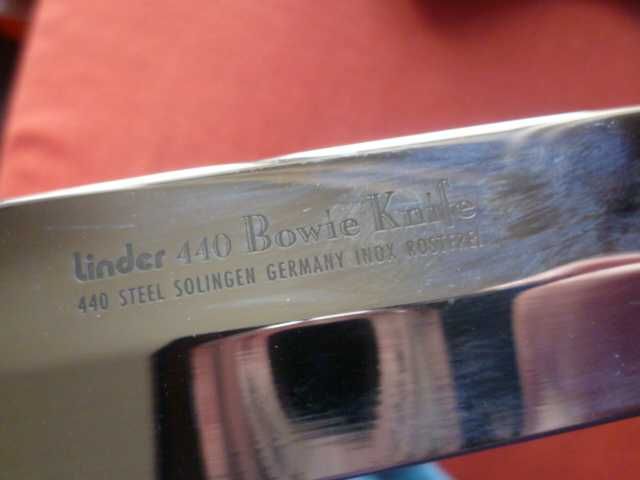 Linder 440 Bowie Knife
440 STEEL SOLINGEN GERMANY INOX ROSTFREI